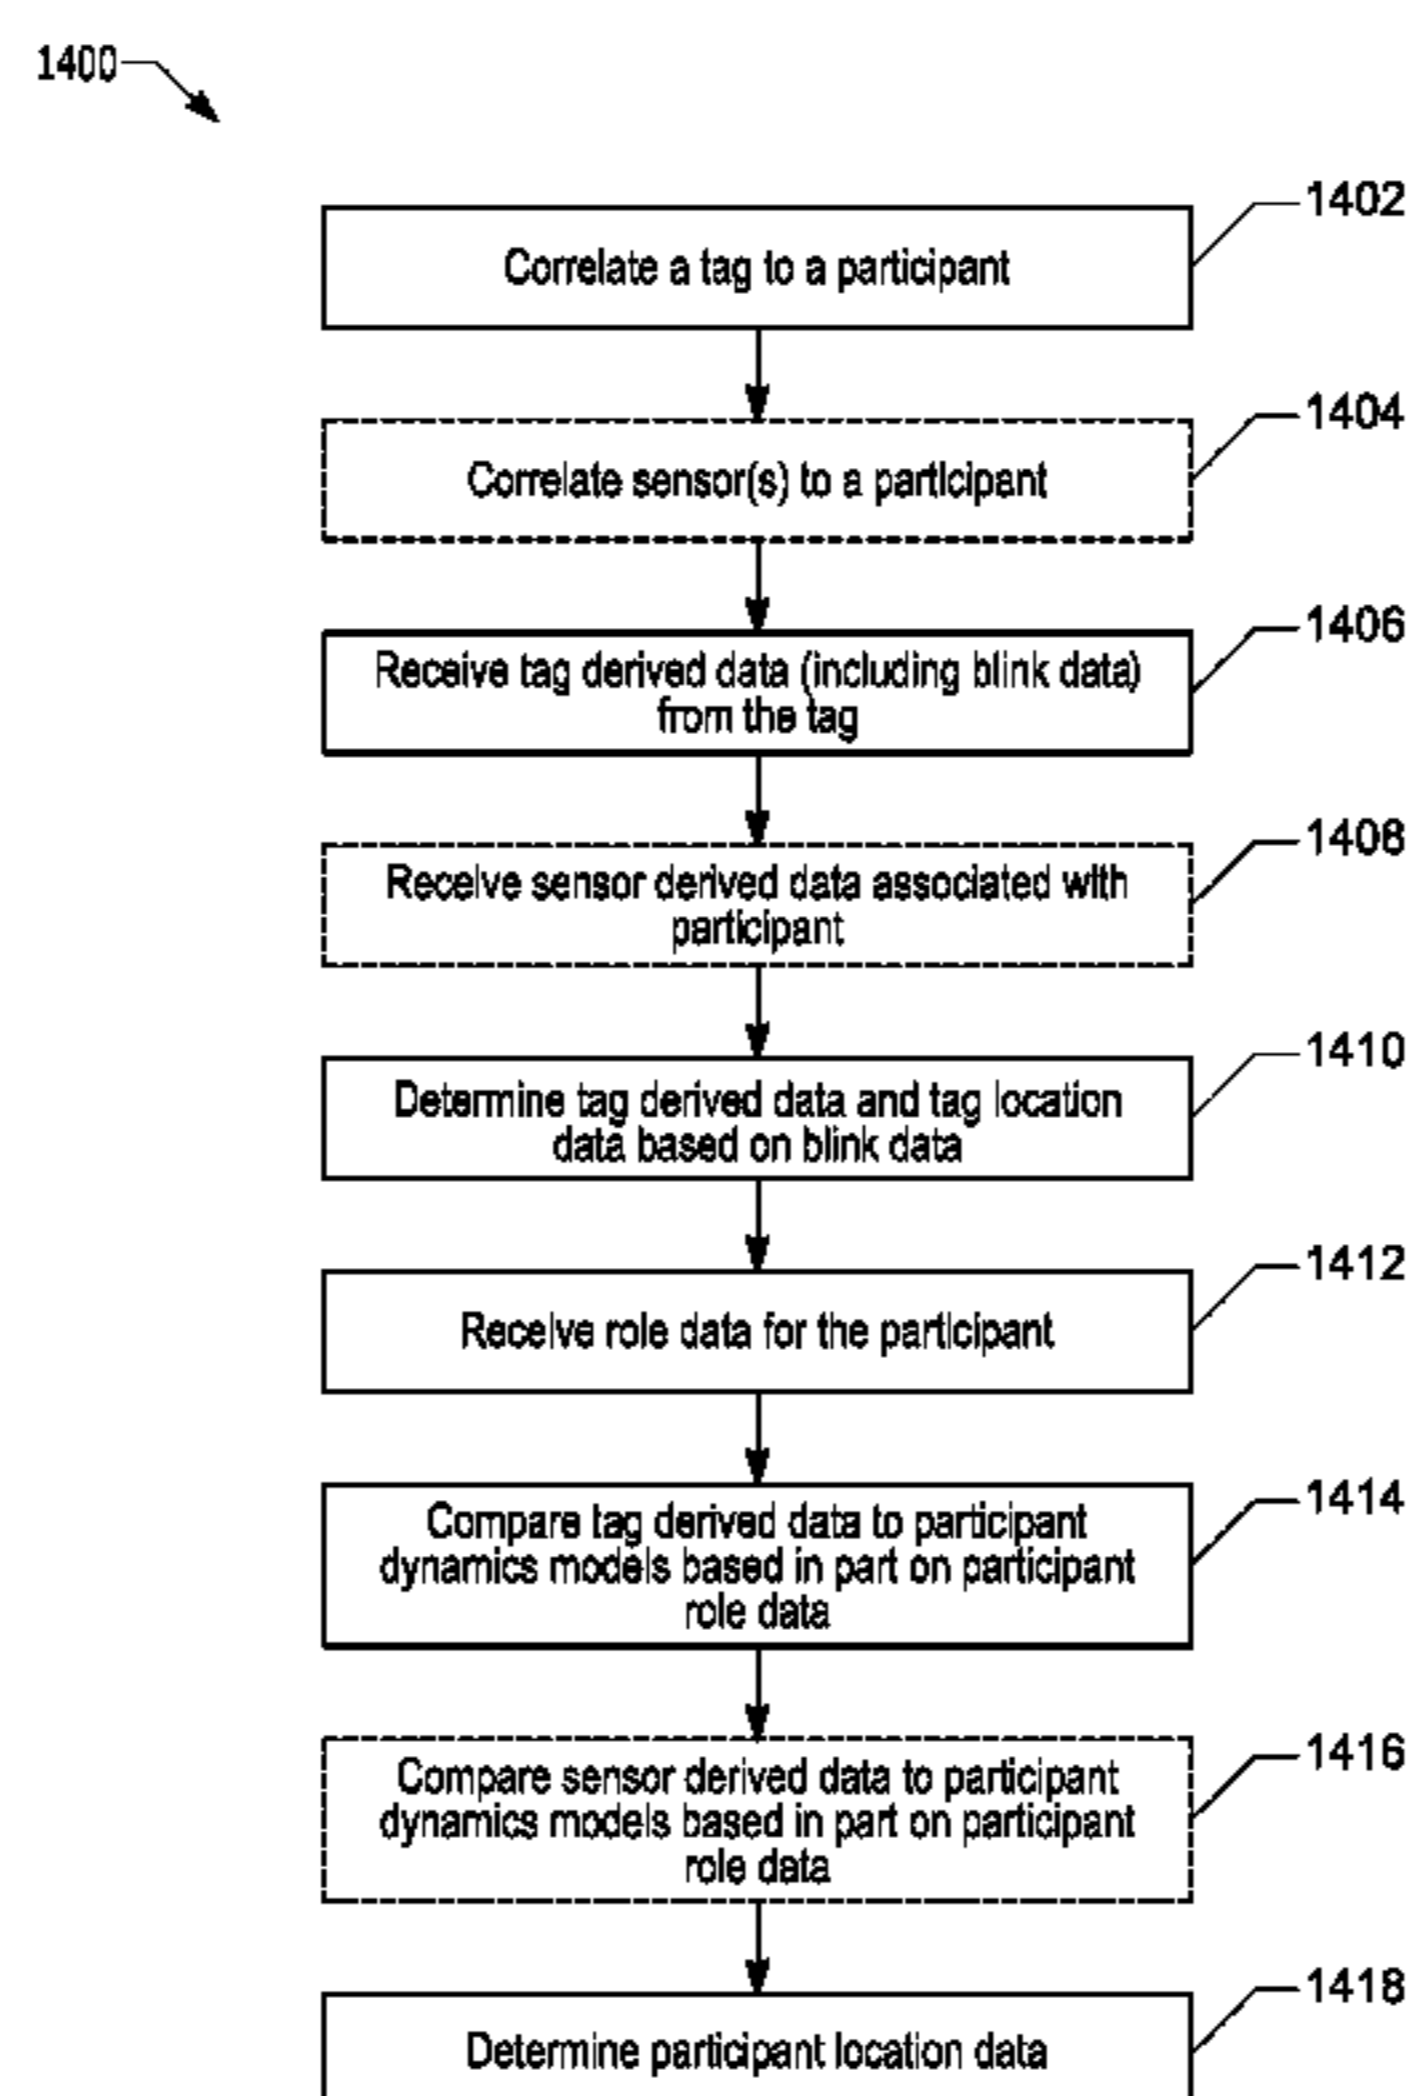 1400
1402
Correlate a tag to a participant
1404
Correlate sensor(s) to a participant
1406
Receive tag derived data (including blink data)
from the tag
1408
Receive sensor derived data associated with
participant
1410
Determine tag derived data and tag location
data based on blink data
1412
Receive role data for the participant
1414
Compare tag derived data to participant
dynamics models based in part on participant
role data
1416
Compare sensor derived data to participant
dynamics models based in part on participant
role data
1418
Determine participant location data